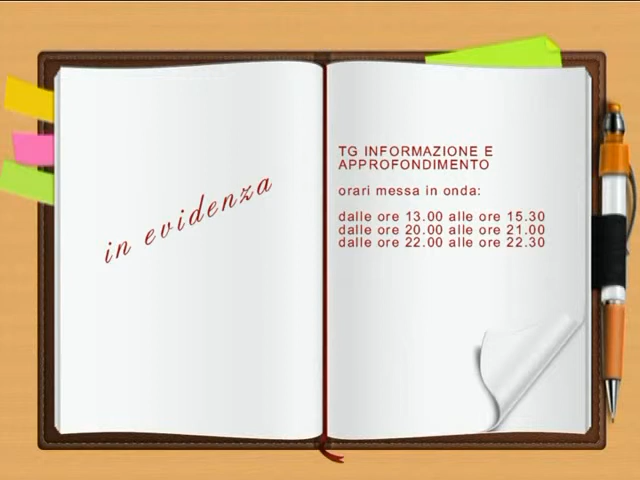 in evidenza
TG INFORMAZIONE E
APPROFONDIMENTO
orari messa in onda:
dalle ore 13.00 alle ore 15.30
dalle ore 20.00 alle ore 21.00
dalle ore 22.00 alle ore 22.30